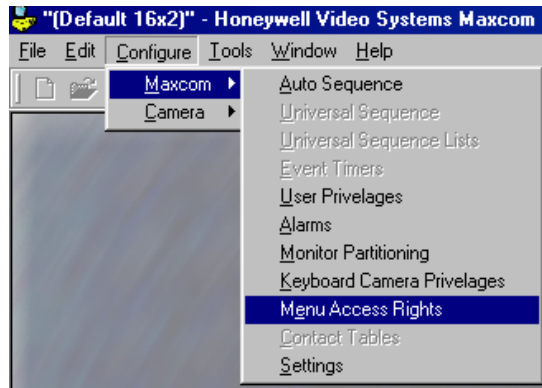 "(Default 16x2)" - Honeywell Video Systems Maxcom
File Edit Configure Tools Window Help
Maxcom
Camera
Auto Sequence
Universal Sequence
Universal Sequence Lists
Event Timers
User Privelages
Alarms
Monitor Partitioning
Keyboard Camera Privelages
Menu Access Rights
Contact Tables
Settings